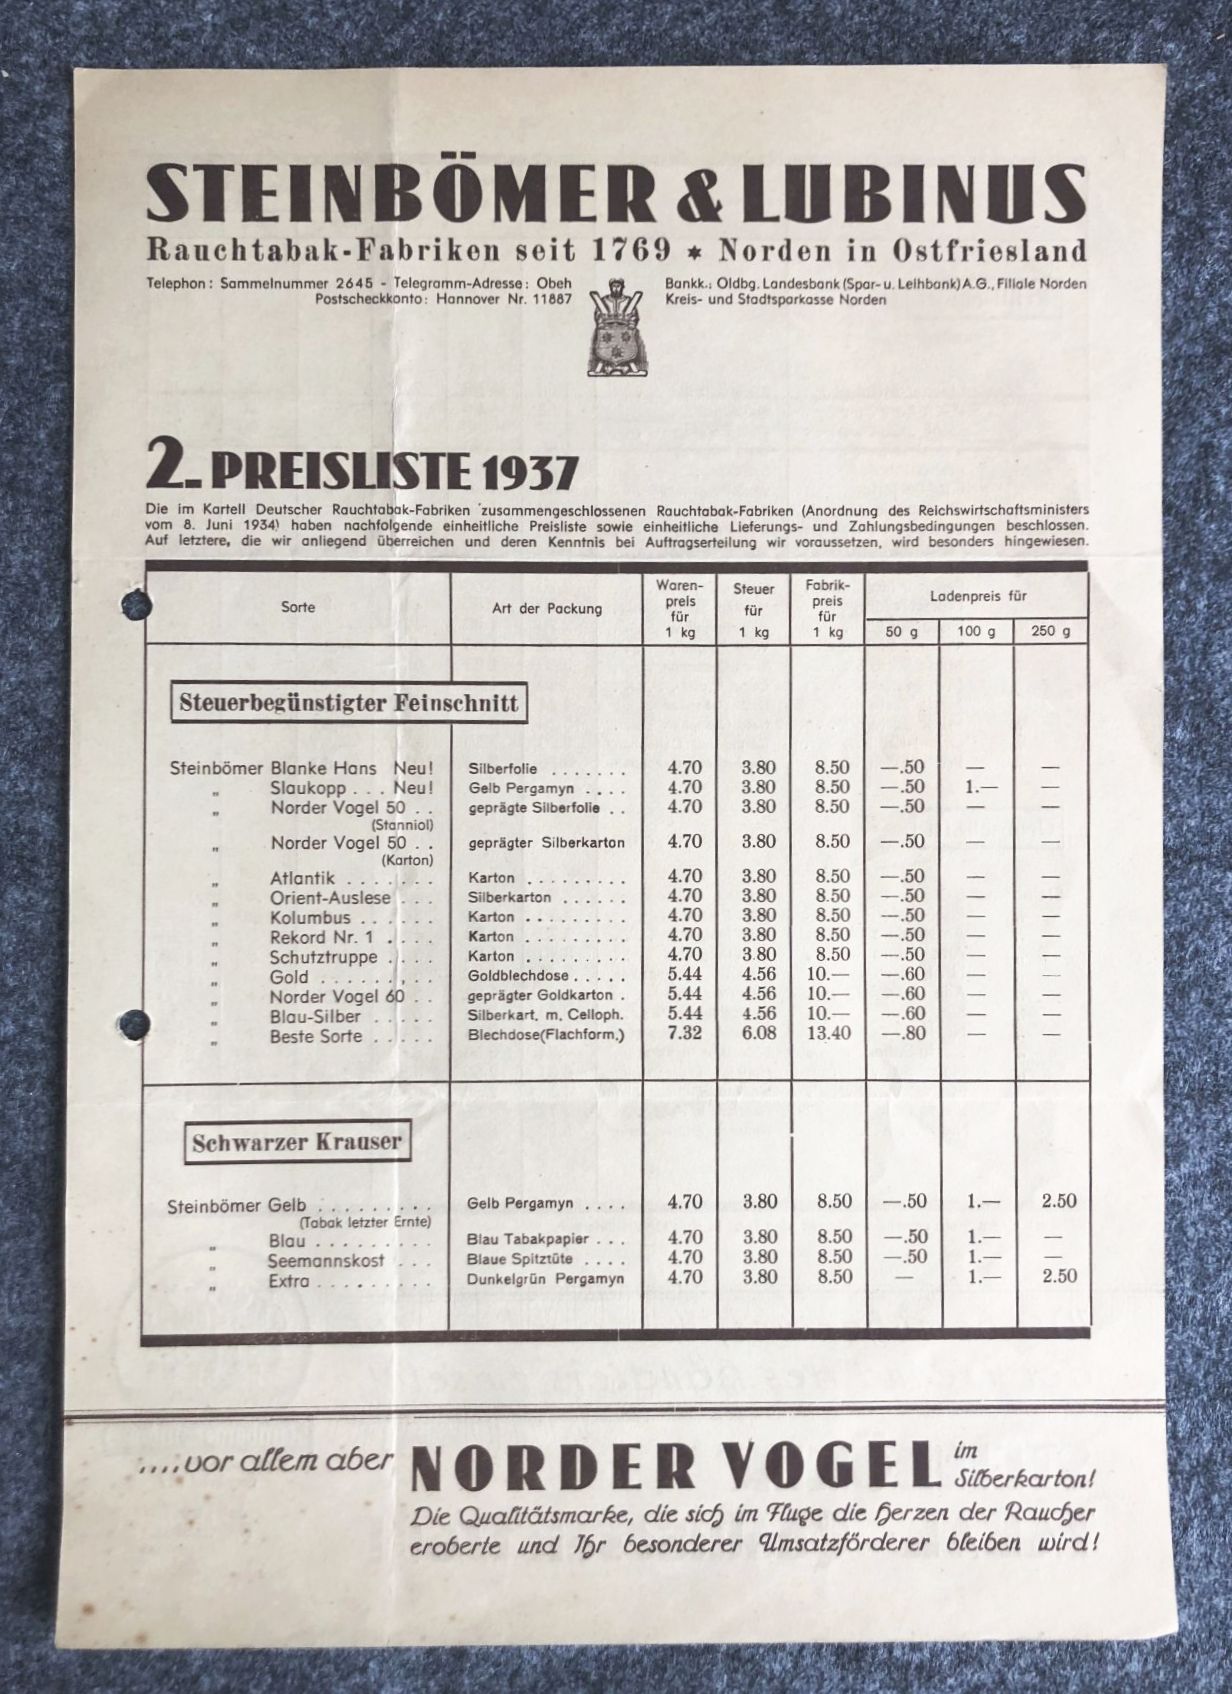 STEINBÖMER & LUBINUS
Rauchtabak-Fabriken seit 1769 * Norden in Ostfriesland
Telephon: Sammelnummer 2645 - Telegramm-Adresse: Obeh
Postscheckkonto: Hannover Nr. 11887
Bankk.: Oldbg. Landesbank (Spar- u. Leihbank) A.G., Filiale Norden
Kreis- und Stadtsparkasse Norden
2. PREISLISTE 1937
Die im Kartell Deutscher Rauchtabak-Fabriken zusammengeschlossenen Rauchtabak-Fabriken (Anordnung des Reichswirtschaftsministers
vom 8. Juni 1934) haben nachfolgende einheitliche Preisliste sowie einheitliche Lieferungs- und Zahlungsbedingungen beschlossen.
Auf letztere, die wir anliegend überreichen und deren Kenntnis bei Auftragserteilung wir voraussetzen, wird besonders hingewiesen.
Sorte Art der Packung Waren-preis für 1 kg Steuer für 1 kg Fabrik-preis für 1 kg Ladenpreis für
50 g 100 g 250 g
Steuerbegünstigter Feinschnitt
Steinbömer Blanke Hans Neu! Silberfolie . . . . . . . 4.70 3.80 8.50 —.50 — —
„ Slaukopp . . . Neu! Gelb Pergamyn . . . . 4.70 3.80 8.50 —.50 1.— —
„ Norder Vogel 50 . . geprägte Silberfolie . . 4.70 3.80 8.50 —.50 — —
(Stanniol)
„ Norder Vogel 50 . . geprägter Silberkarton 4.70 3.80 8.50 —.50 — —
(Karton)
„ Atlantik . . . . . . . Karton . . . . . . . . . 4.70 3.80 8.50 —.50 — —
„ Orient-Auslese . . . Silberkarton . . . . . . 4.70 3.80 8.50 —.50 — —
„ Kolumbus . . . . . . Karton . . . . . . . . . 4.70 3.80 8.50 —.50 — —
„ Rekord Nr. 1 . . . . Karton . . . . . . . . . 4.70 3.80 8.50 —.50 — —
„ Schutztruppe . . . . Karton . . . . . . . . . 4.70 3.80 8.50 —.50 — —
„ Gold . . . . . . . . . Goldblechdose . . . . . 5.44 4.56 10.— —.60 — —
„ Norder Vogel 60 . . geprägter Goldkarton . 5.44 4.56 10.— —.60 — —
„ Blau-Silber . . . . . Silberkart. m. Celloph. 5.44 4.56 10.— —.60 — —
„ Beste Sorte . . . . . Blechdose(Flachform.) 7.32 6.08 13.40 —.80 — —
Schwarzer Krauser
Steinbömer Gelb . . . . . . . . . Gelb Pergamyn . . . . 4.70 3.80 8.50 —.50 1.— 2.50
(Tabak letzter Ernte)
„ Blau . . . . . . . . . Blau Tabakpapier . . . 4.70 3.80 8.50 —.50 1.— —
„ Seemannskost . . . Blaue Spitztüte . . . . 4.70 3.80 8.50 —.50 1.— —
„ Extra . . . . . . . . . Dunkelgrün Pergamyn 4.70 3.80 8.50 — 1.— 2.50
....vor allem aber NORDER VOGEL im
Silberkarton!
Die Qualitätsmarke, die sich im Fluge die Herzen der Raucher
eroberte und Ihr besonderer Umsatzförderer bleiben wird!